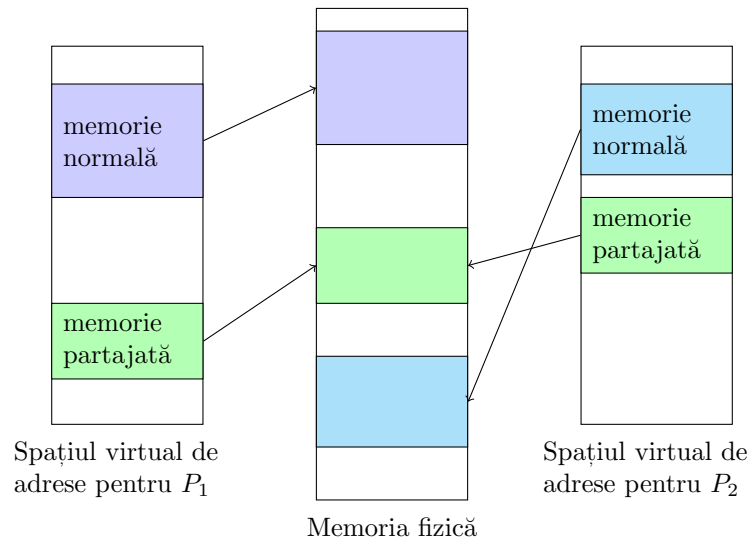 memorie
normală
memorie
partajată
Spațiul virtual de
adrese pentru P₁
Memoria fizică
memorie
normală
memorie
partajată
Spațiul virtual de
adrese pentru P₂